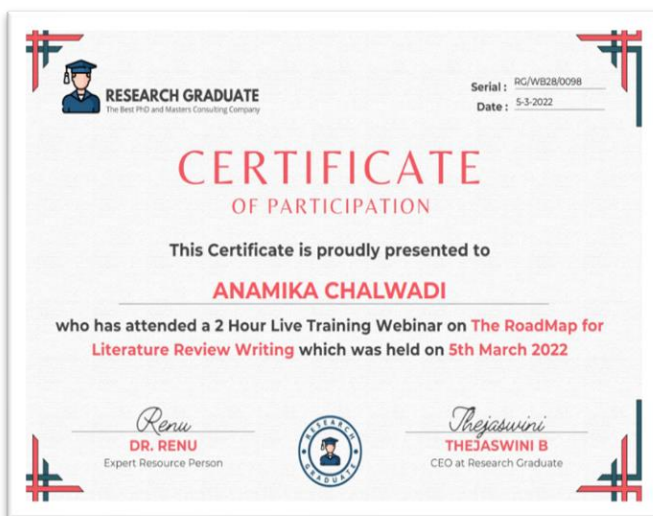 RESEARCH GRADUATE
The Best PhD and Masters Consulting Company
Serial : RG/WB28/0098
Date : 5-3-2022
CERTIFICATE
OF PARTICIPATION
This Certificate is proudly presented to
ANAMIKA CHALWADI
who has attended a 2 Hour Live Training Webinar on The RoadMap for
Literature Review Writing which was held on 5th March 2022
Renu
DR. RENU
Expert Resource Person
RESEARCH
GRADUATE
Thejaswini
THEJASWINI B
CEO at Research Graduate